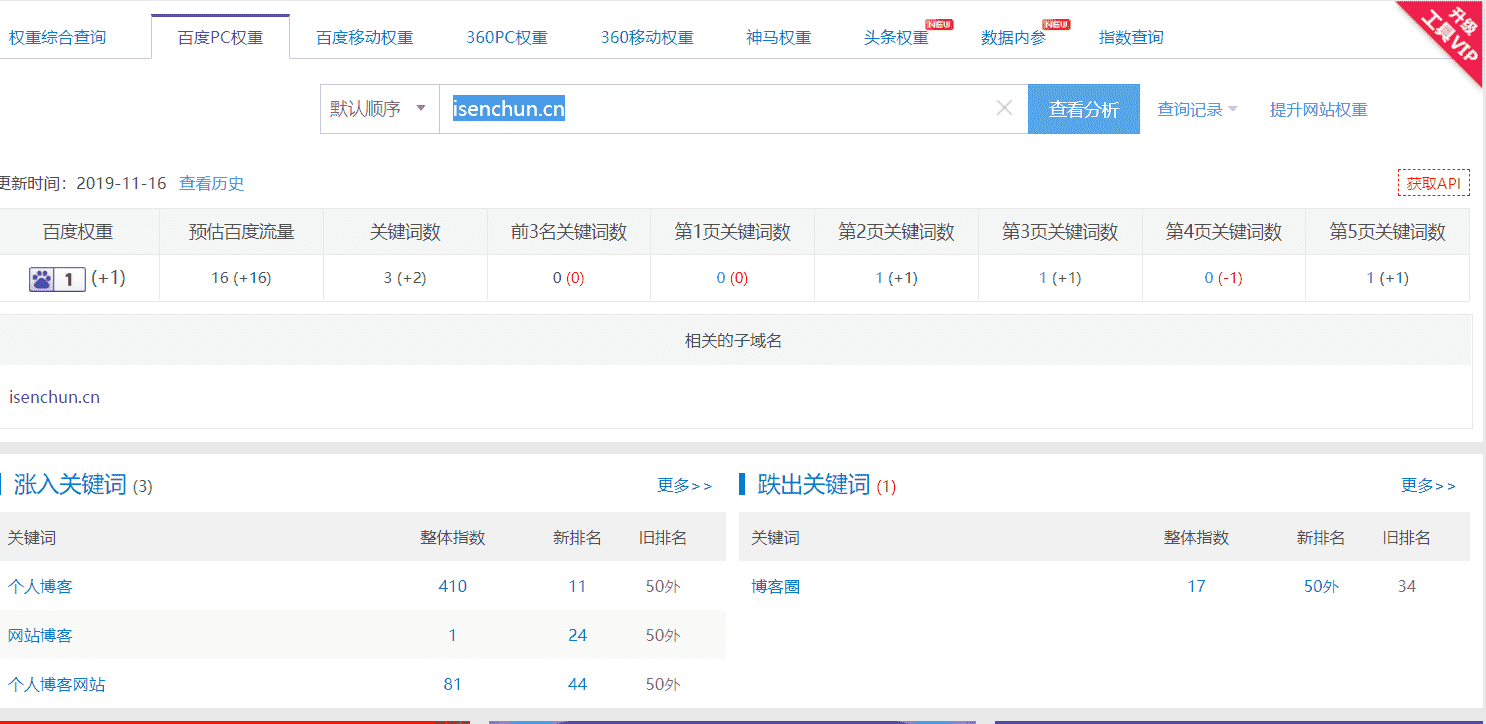 权重综合查询 百度PC权重 百度移动权重 360PC权重 360移动权重 神马权重 头条权重 NEW 数据内参 NEW 指数查询
升级
工具VIP
默认顺序 isenchun.cn 查看分析 查询记录 提升网站权重
更新时间：2019-11-16 查看历史 获取API
百度权重 预估百度流量 关键词数 前3名关键词数 第1页关键词数 第2页关键词数 第3页关键词数 第4页关键词数 第5页关键词数
1 (+1) 16 (+16) 3 (+2) 0 (0) 0 (0) 1 (+1) 1 (+1) 0 (-1) 1 (+1)
相关的子域名
isenchun.cn
涨入关键词 (3) 更多>> 跌出关键词 (1) 更多>>
关键词 整体指数 新排名 旧排名 关键词 整体指数 新排名 旧排名
个人博客 410 11 50外 博客圈 17 50外 34
网站博客 1 24 50外
个人博客网站 81 44 50外